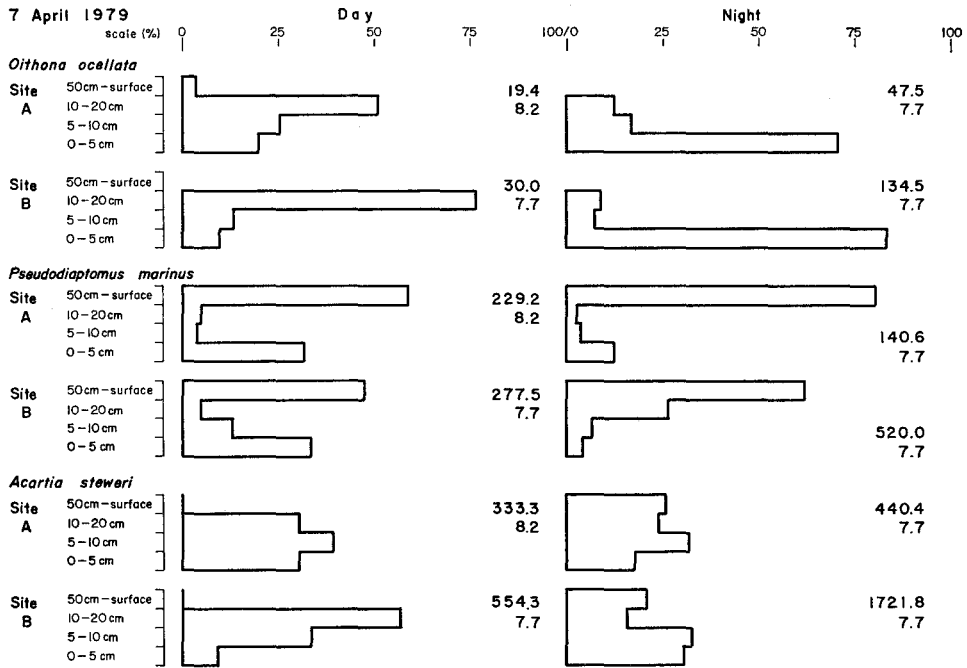 7 April 1979 Day Night
scale (%) 0 25 50 75 100/0 25 50 75 100
Oithona ocellata
Site A 50cm-surface 19.4 47.5
10-20cm 8.2 7.7
5-10cm
0-5cm
Site B 50cm-surface 30.0 134.5
10-20cm 7.7 7.7
5-10cm
0-5cm
Pseudodiaptomus marinus
Site A 50cm-surface 229.2
10-20cm 8.2
5-10cm 140.6
0-5cm 7.7
Site B 50cm-surface 277.5
10-20cm 7.7
5-10cm 520.0
0-5cm 7.7
Acartia steweri
Site A 50cm-surface 333.3 440.4
10-20cm 8.2 7.7
5-10cm
0-5cm
Site B 50cm-surface 554.3 1721.8
10-20cm 7.7 7.7
5-10cm
0-5cm